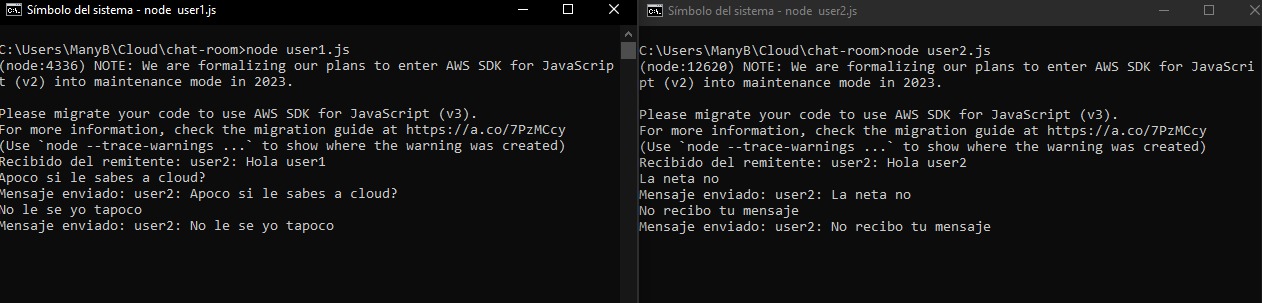 Símbolo del sistema - node  user1.js
C:\Users\ManyB\Cloud\chat-room>node user1.js
(node:4336) NOTE: We are formalizing our plans to enter AWS SDK for JavaScrip
t (v2) into maintenance mode in 2023.
Please migrate your code to use AWS SDK for JavaScript (v3).
For more information, check the migration guide at https://a.co/7PzMCcy
(Use `node --trace-warnings ...` to show where the warning was created)
Recibido del remitente: user2: Hola user1
Apoco si le sabes a cloud?
Mensaje enviado: user2: Apoco si le sabes a cloud?
No le se yo tapoco
Mensaje enviado: user2: No le se yo tapoco
Símbolo del sistema - node  user2.js
C:\Users\ManyB\Cloud\chat-room>node user2.js
(node:12620) NOTE: We are formalizing our plans to enter AWS SDK for JavaScri
pt (v2) into maintenance mode in 2023.
Please migrate your code to use AWS SDK for JavaScript (v3).
For more information, check the migration guide at https://a.co/7PzMCcy
(Use `node --trace-warnings ...` to show where the warning was created)
Recibido del remitente: user2: Hola user2
La neta no
Mensaje enviado: user2: La neta no
No recibo tu mensaje
Mensaje enviado: user2: No recibo tu mensaje